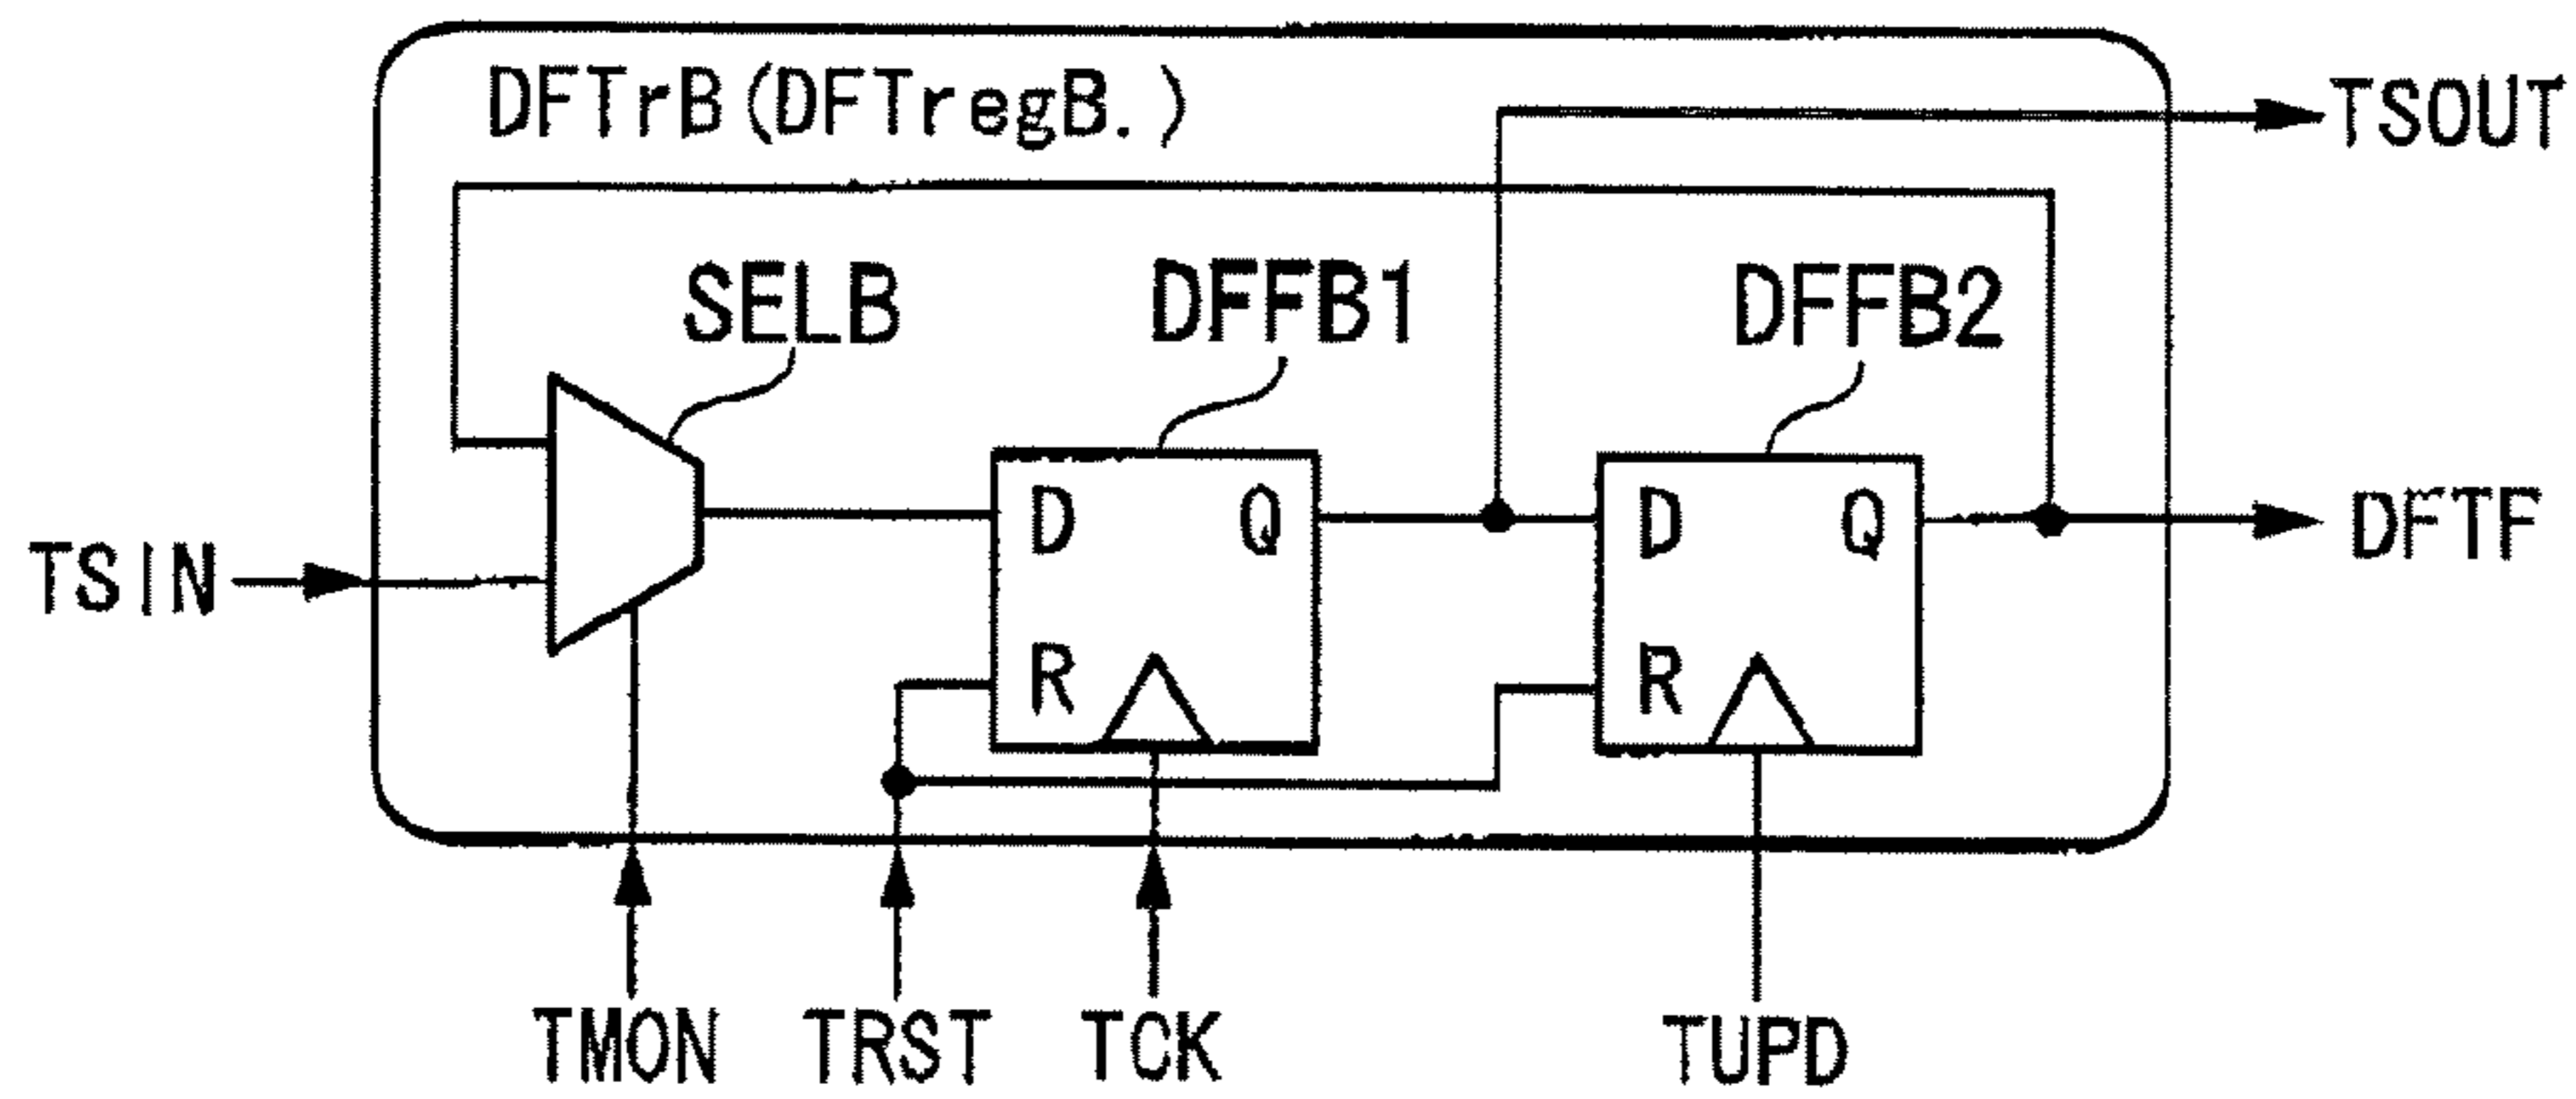 DFTrB(DFTregB.)
TSOUT
SELB
DFFB1
DFFB2
D
Q
D
Q
DFTF
TSIN
R
R
TMON
TRST
TCK
TUPD